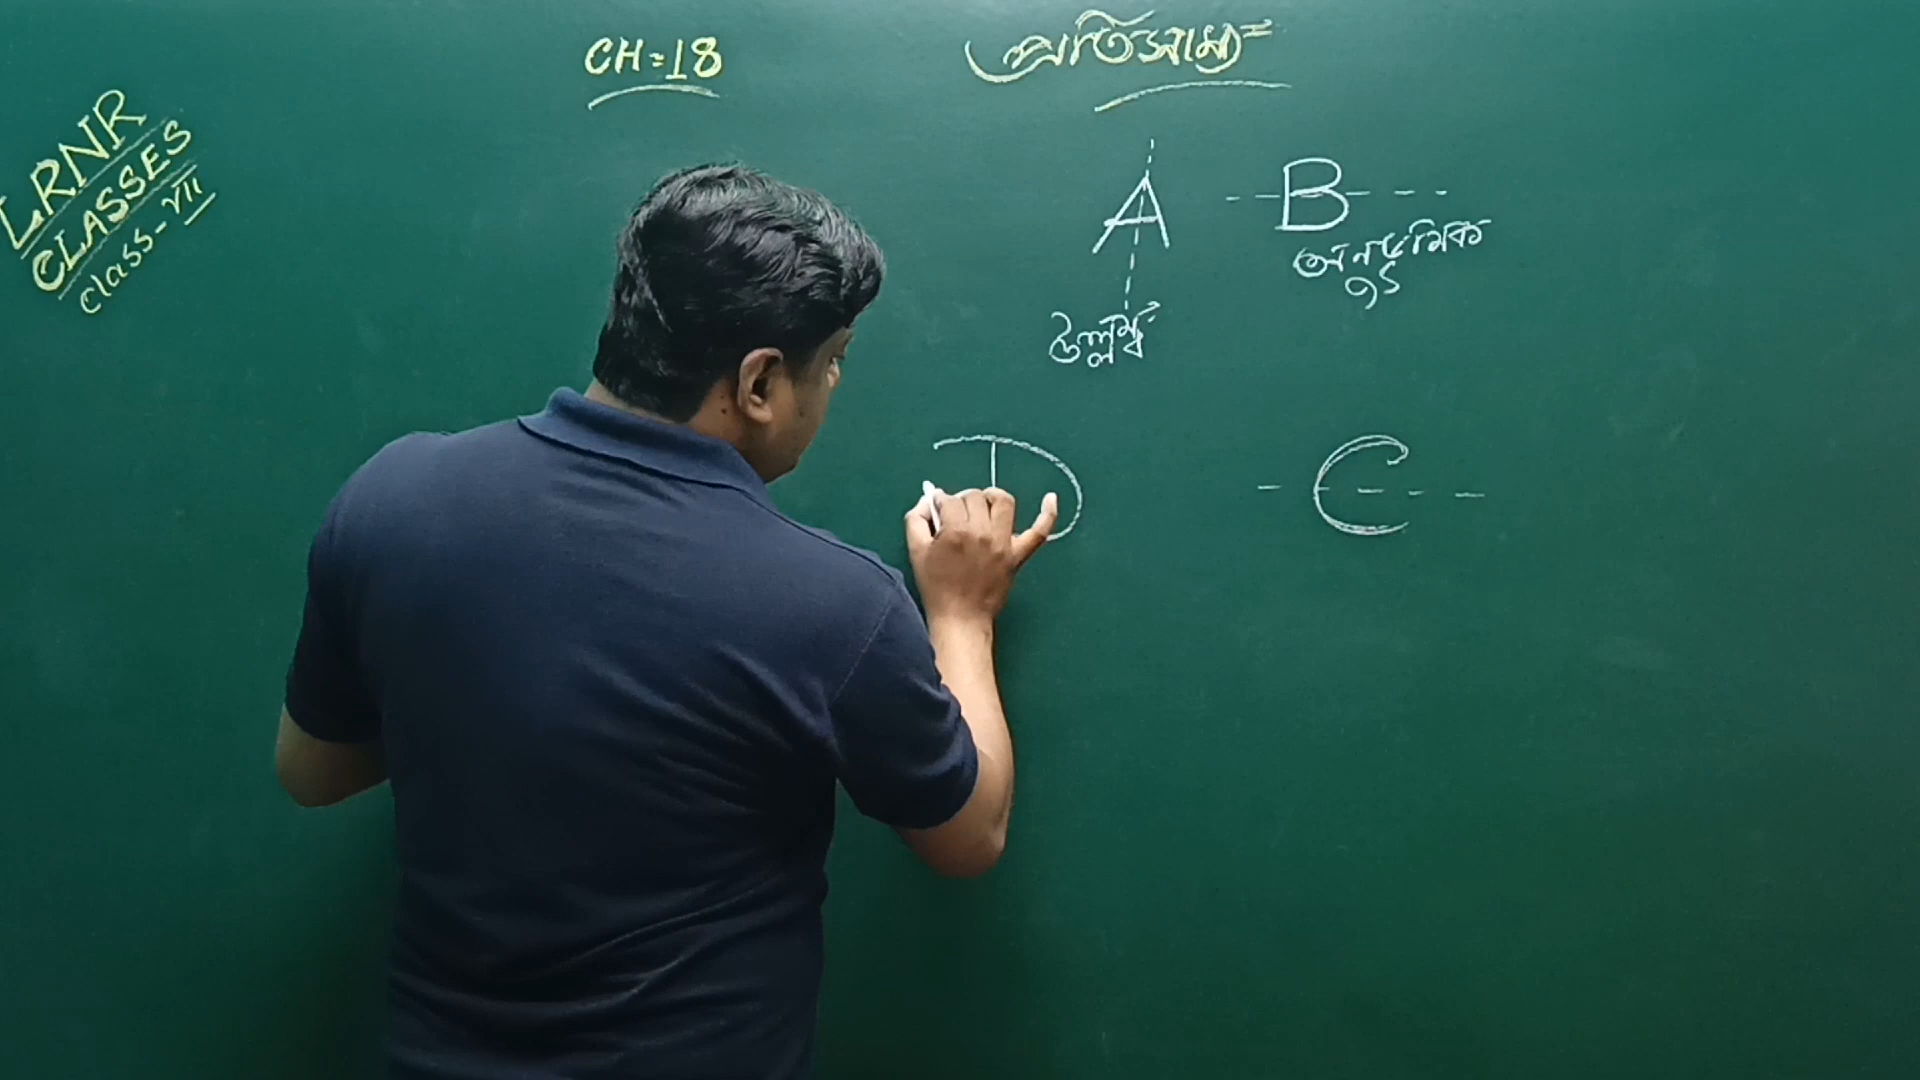 CH=18
প্রতিসাম্য=
LRNR
CLASSES
Class-VII
A
B
অনুভূমিক
উল্লম্ব
D
C